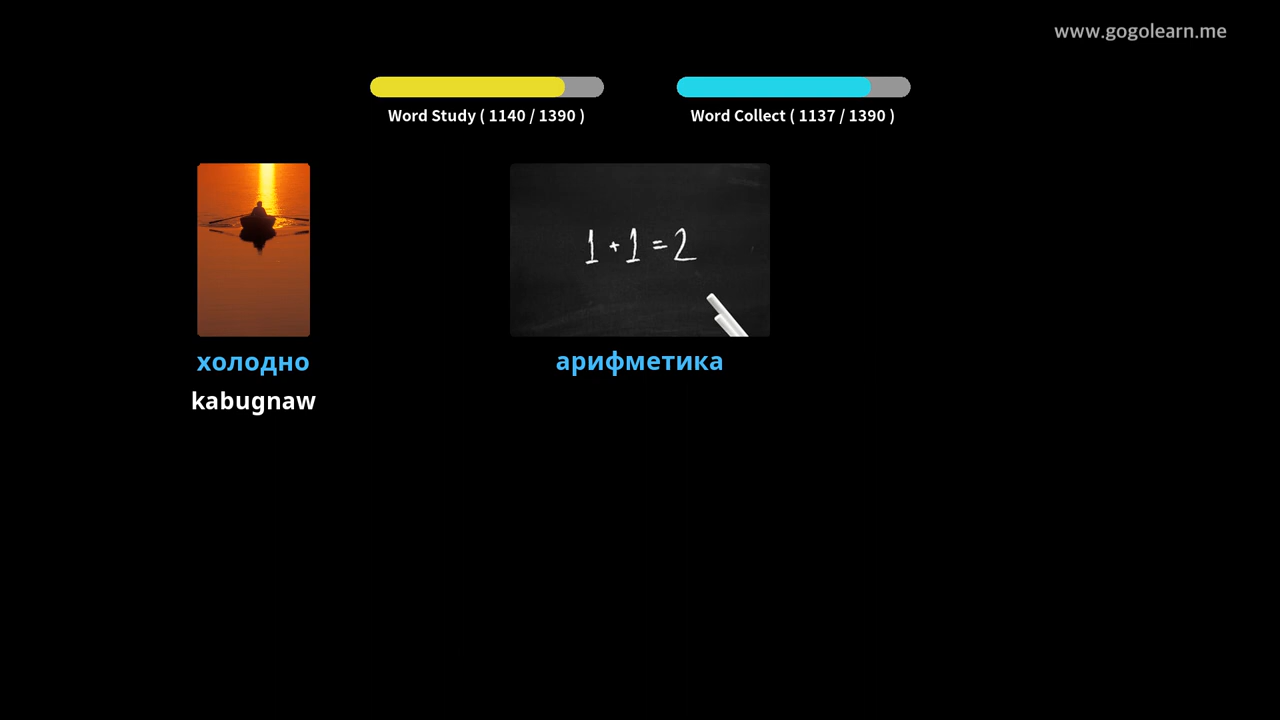 www.gogolearn.me
Word Study ( 1140 / 1390 )
Word Collect ( 1137 / 1390 )
1 + 1 = 2
холодно
арифметика
kabugnaw